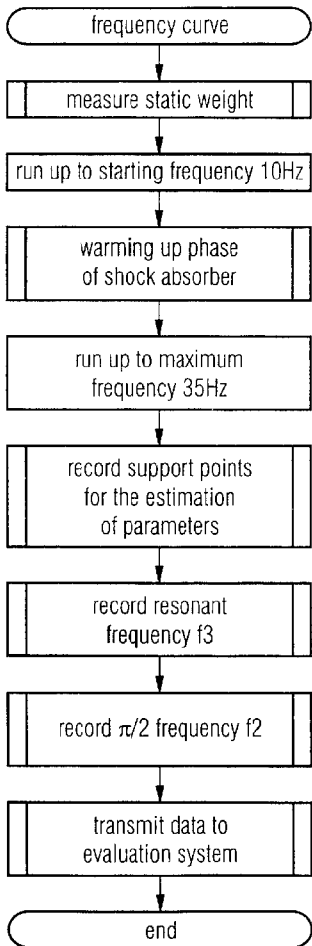 frequency curve
measure static weight
run up to starting frequency 10Hz
warming up phase
of shock absorber
run up to maximum
frequency 35Hz
record support points
for the estimation
of parameters
record resonant
frequency f3
record π/2 frequency f2
transmit data to
evaluation system
end